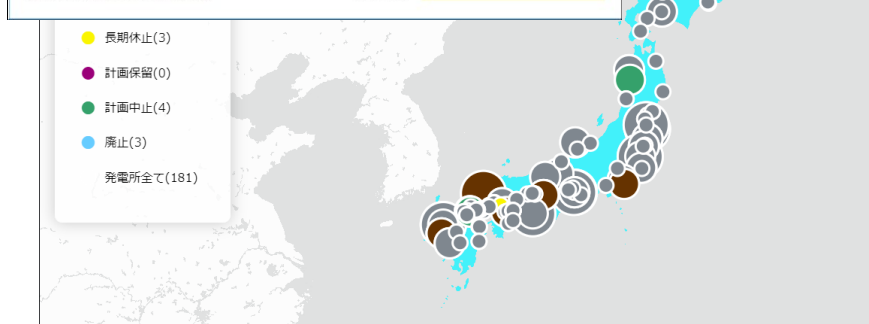 長期休止(3)
計画保留(0)
計画中止(4)
廃止(3)
発電所全て(181)